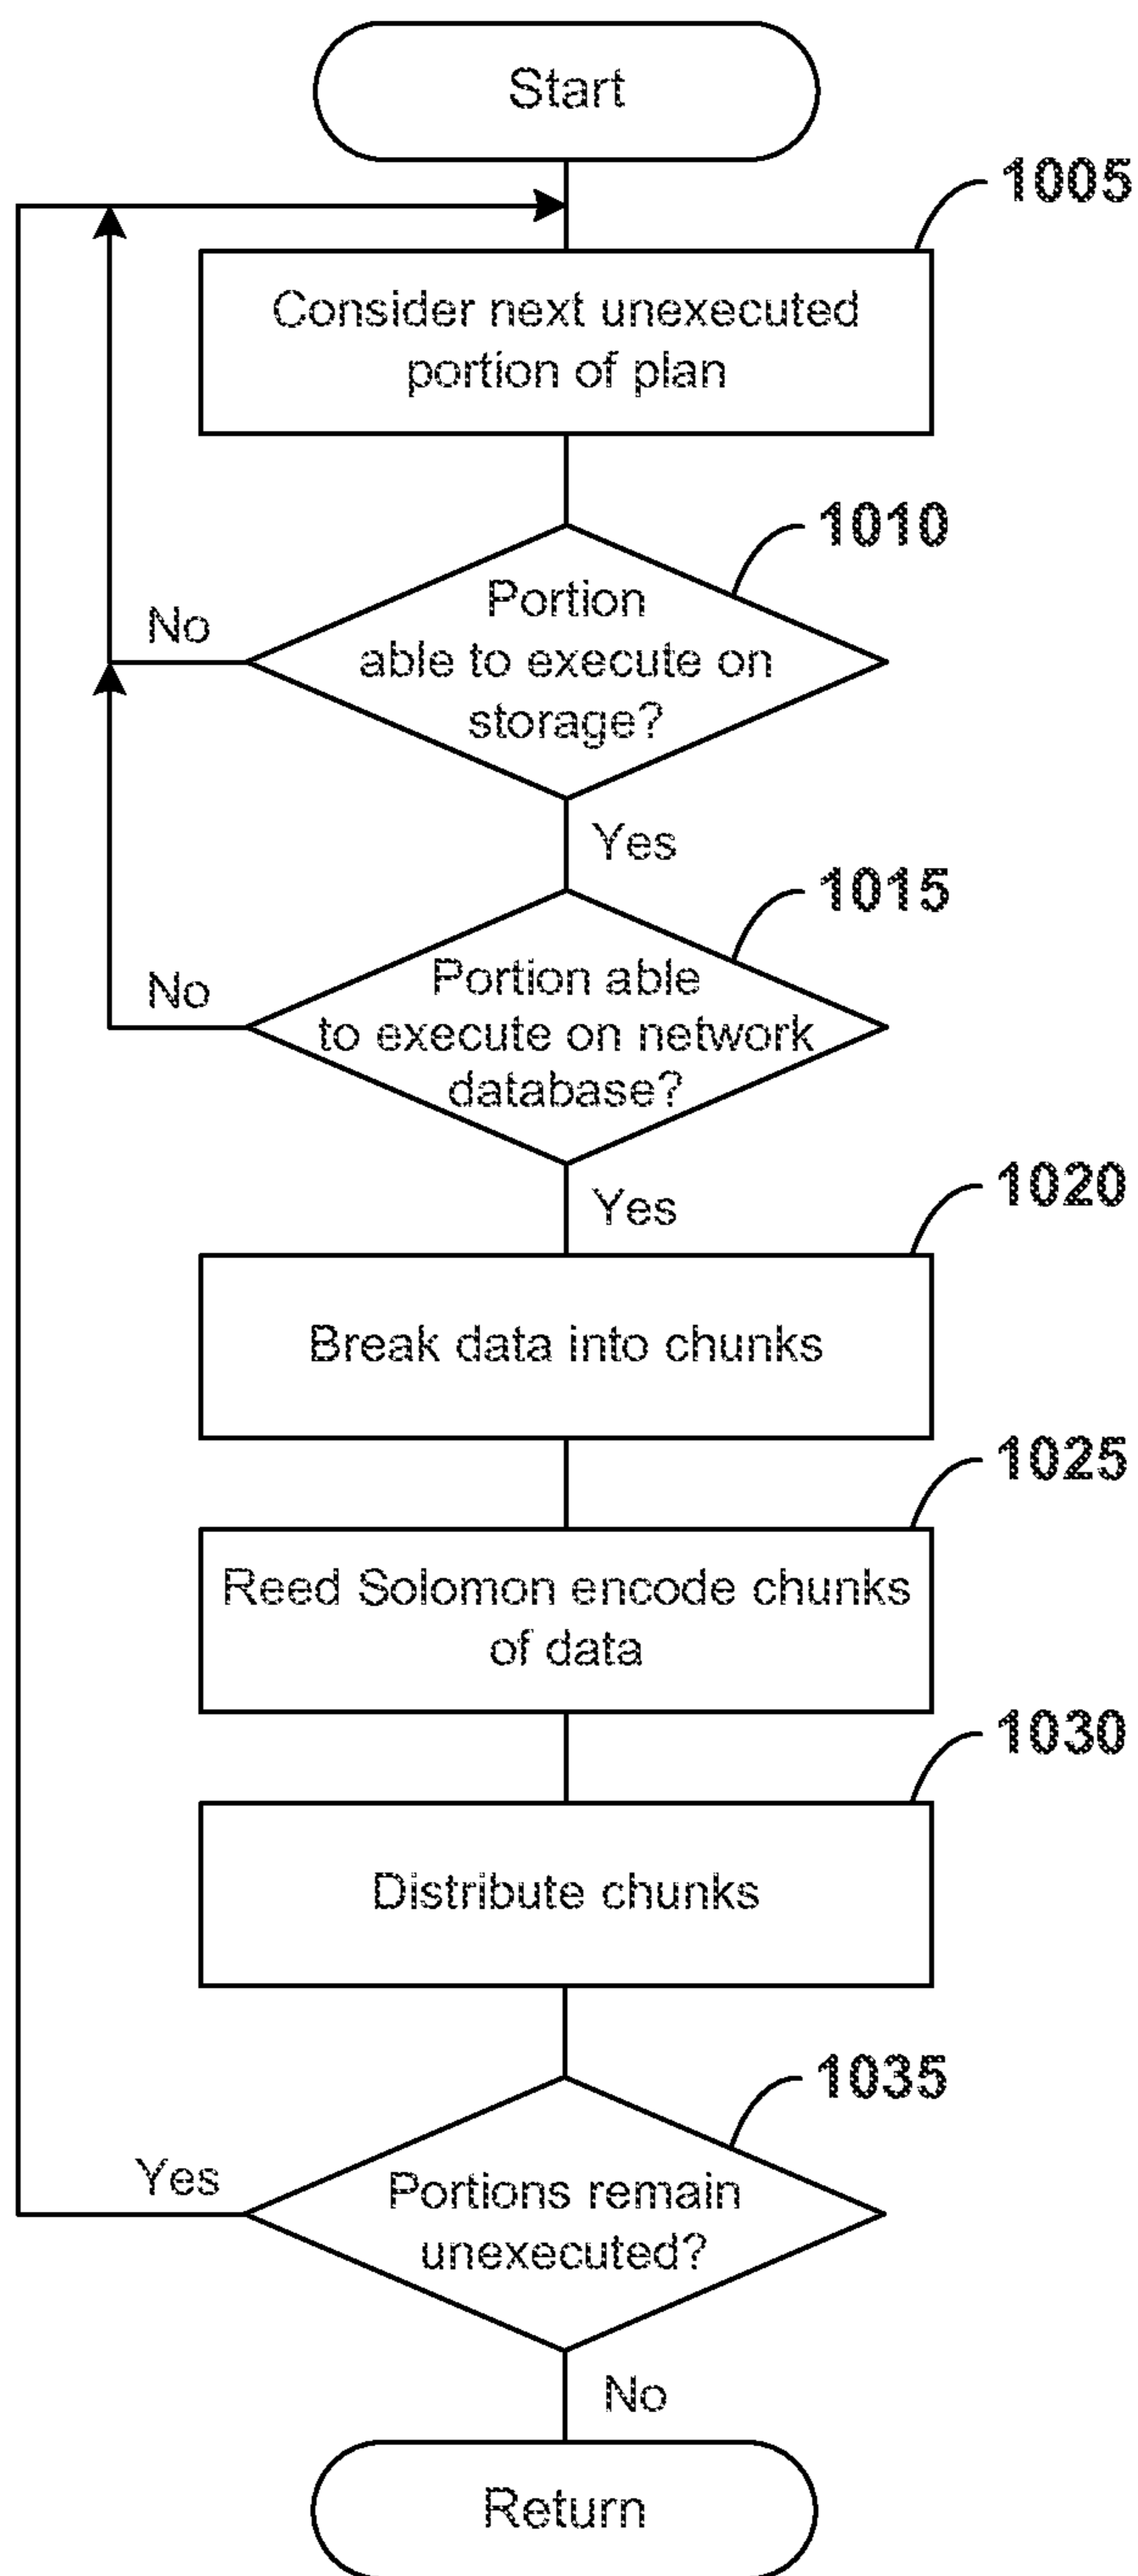 Start
1005
Consider next unexecuted
portion of plan
1010
Portion
able to execute on
storage?
No
Yes
1015
Portion able
to execute on network
database?
No
Yes
1020
Break data into chunks
1025
Reed Solomon encode chunks
of data
1030
Distribute chunks
1035
Portions remain
unexecuted?
Yes
No
Return